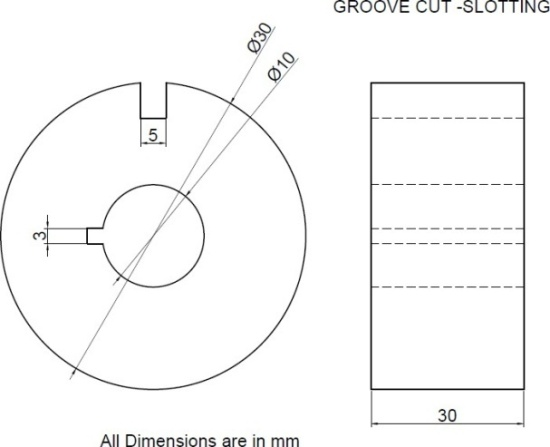 GROOVE CUT -SLOTTING
Ø30
Ø10
5
3
30
All Dimensions are in mm